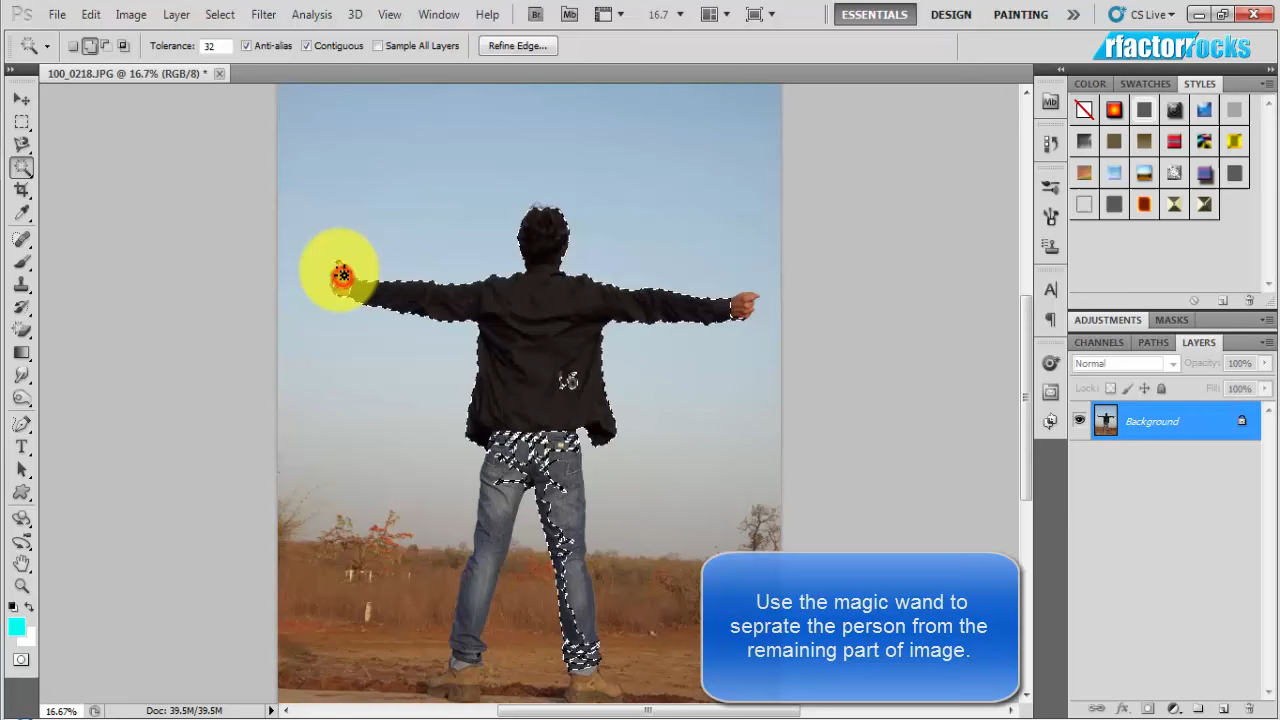 Ps
File Edit Image Layer Select Filter Analysis 3D View Window Help Br Mb 16.7 ESSENTIALS DESIGN PAINTING CS Live
Tolerance: 32 Anti-alias Contiguous Sample All Layers Refine Edge...
rfactorrocks
100_0218.JPG @ 16.7% (RGB/8) *
COLOR SWATCHES STYLES
Mb
ADJUSTMENTS MASKS
CHANNELS PATHS LAYERS
Normal Opacity: 100%
Lock: Fill: 100%
Background
Use the magic wand to
seprate the person from the
remaining part of image.
16.67% Doc: 39.5M/39.5M